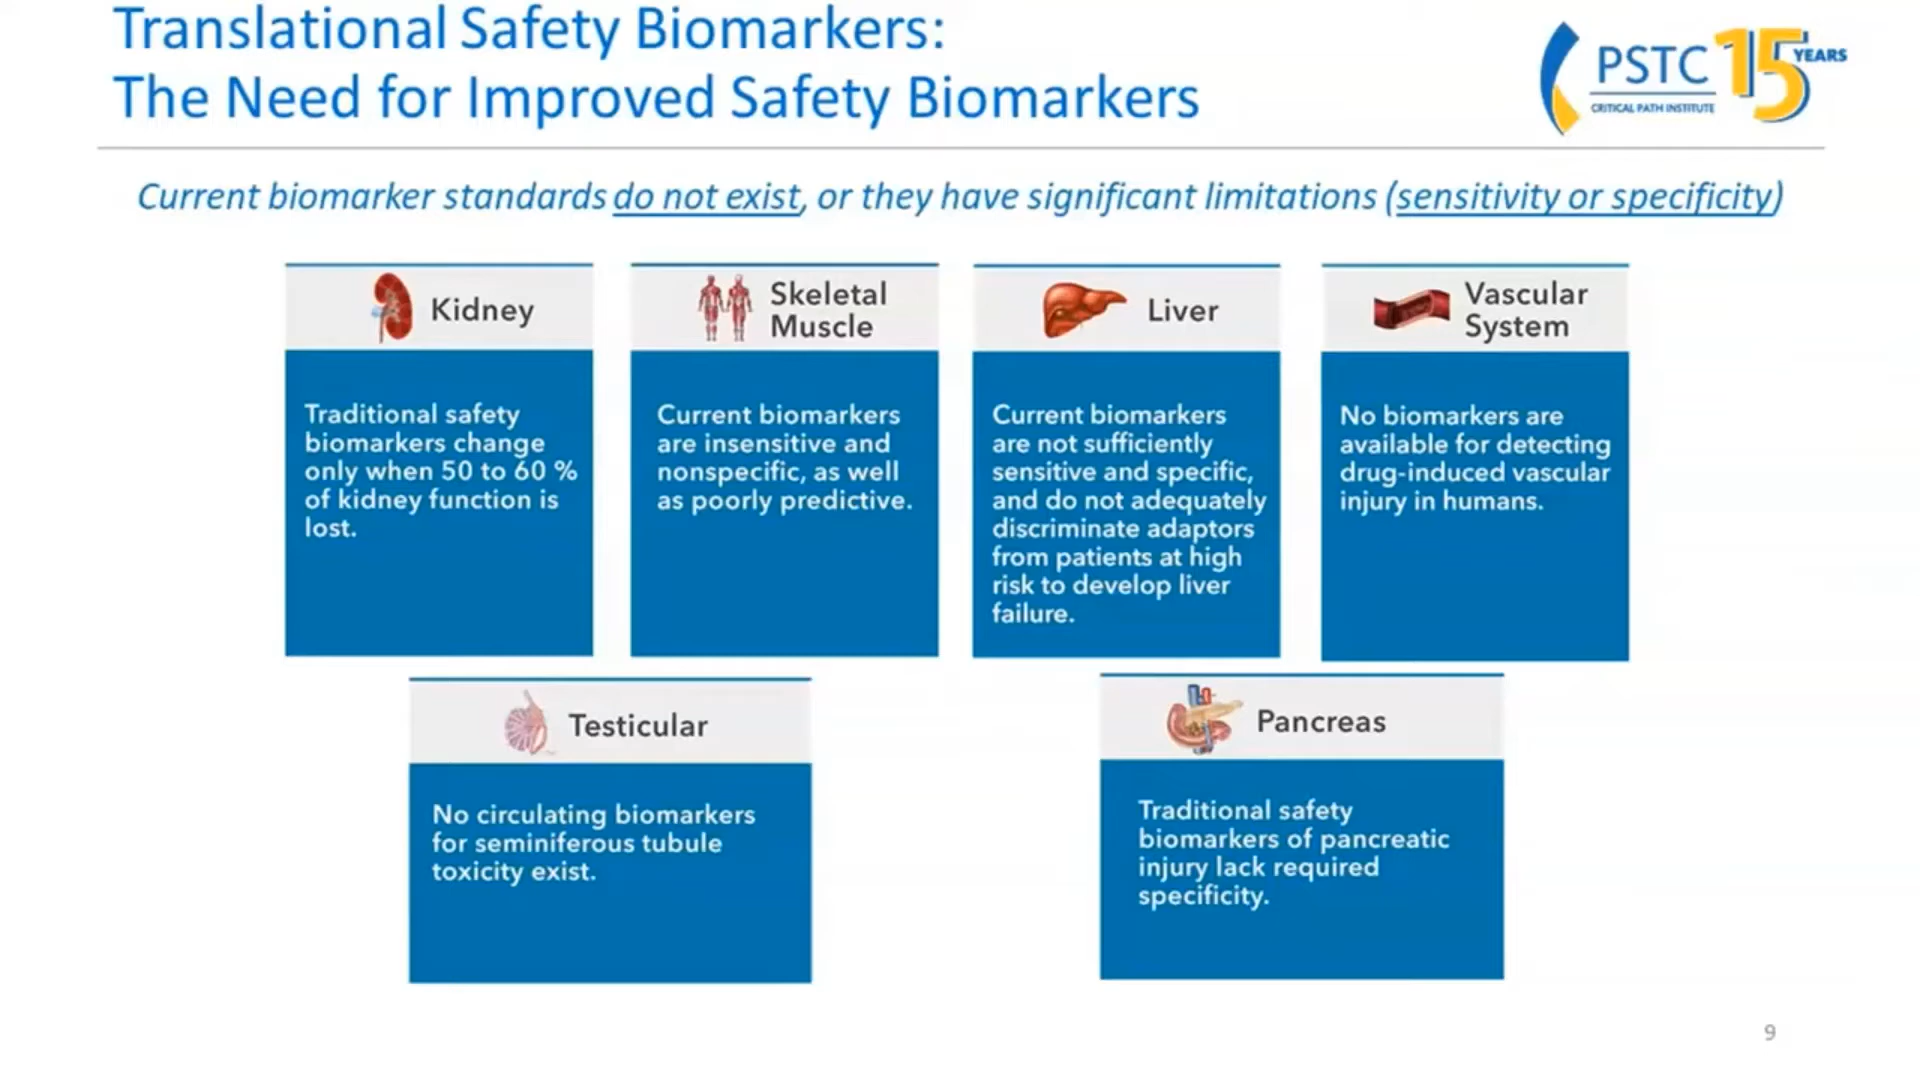 Translational Safety Biomarkers:
The Need for Improved Safety Biomarkers
PSTC 15 YEARS
CRITICAL PATH INSTITUTE
Current biomarker standards do not exist, or they have significant limitations (sensitivity or specificity)
Kidney
Traditional safety
biomarkers change
only when 50 to 60 %
of kidney function is
lost.
Skeletal
Muscle
Current biomarkers
are insensitive and
nonspecific, as well
as poorly predictive.
Liver
Current biomarkers
are not sufficiently
sensitive and specific,
and do not adequately
discriminate adaptors
from patients at high
risk to develop liver
failure.
Vascular
System
No biomarkers are
available for detecting
drug-induced vascular
injury in humans.
Testicular
No circulating biomarkers
for seminiferous tubule
toxicity exist.
Pancreas
Traditional safety
biomarkers of pancreatic
injury lack required
specificity.
9